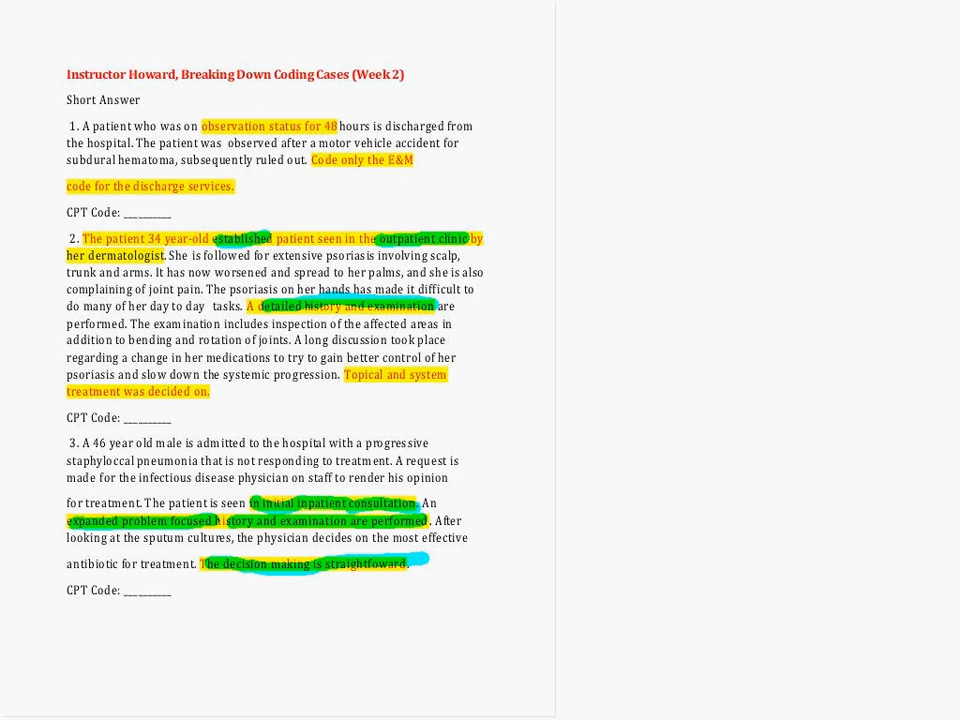 Instructor Howard, Breaking Down Coding Cases (Week 2)
Short Answer
1. A patient who was on observation status for 48 hours is discharged from
the hospital. The patient was observed after a motor vehicle accident for
subdural hematoma, subsequently ruled out. Code only the E&M
code for the discharge services.
CPT Code: __________
2. The patient 34 year-old established patient seen in the outpatient clinic by
her dermatologist. She is followed for extensive psoriasis involving scalp,
trunk and arms. It has now worsened and spread to her palms, and she is also
complaining of joint pain. The psoriasis on her hands has made it difficult to
do many of her day to day tasks. A detailed history and examination are
performed. The examination includes inspection of the affected areas in
addition to bending and rotation of joints. A long discussion took place
regarding a change in her medications to try to gain better control of her
psoriasis and slow down the systemic progression. Topical and system
treatment was decided on.
CPT Code: __________
3. A 46 year old male is admitted to the hospital with a progressive
staphyloccal pneumonia that is not responding to treatment. A request is
made for the infectious disease physician on staff to render his opinion
for treatment. The patient is seen in initial inpatient consultation. An
expanded problem focused history and examination are performed. After
looking at the sputum cultures, the physician decides on the most effective
antibiotic for treatment. The decision making is straightfoward.
CPT Code: __________